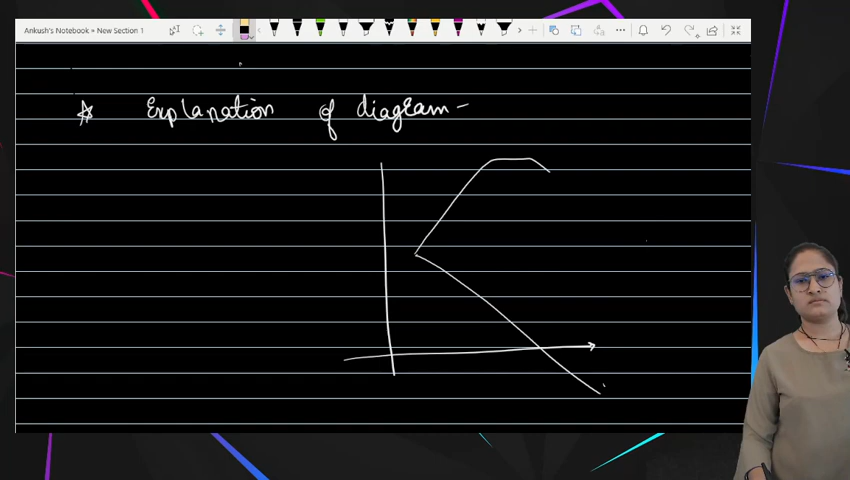 Ankush's Notebook » New Section 1
☆ Explanation of diagram -